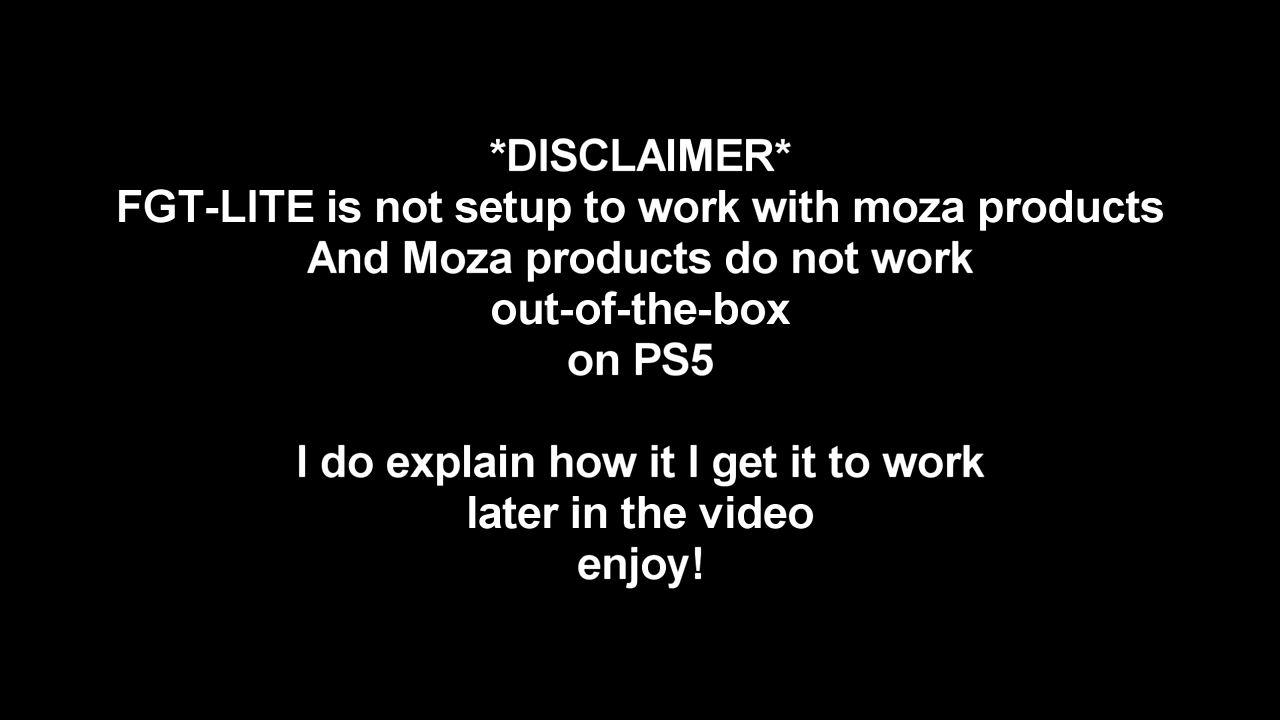 *DISCLAIMER*
FGT-LITE is not setup to work with moza products
And Moza products do not work
out-of-the-box
on PS5
I do explain how it I get it to work
later in the video
enjoy!